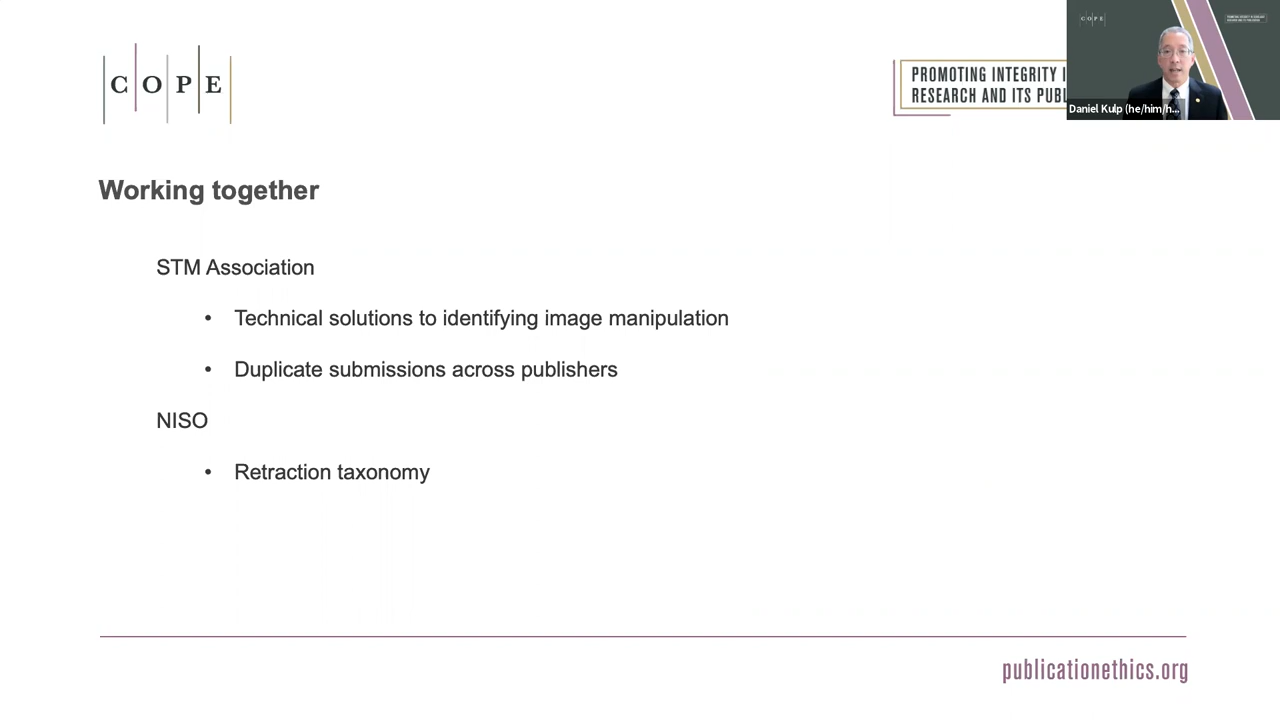 C O P E
PROMOTING INTEGRITY I
RESEARCH AND ITS PUBL
C O P E
Daniel Kulp (he/him/h...
Working together
STM Association
• Technical solutions to identifying image manipulation
• Duplicate submissions across publishers
NISO
• Retraction taxonomy
publicationethics.org